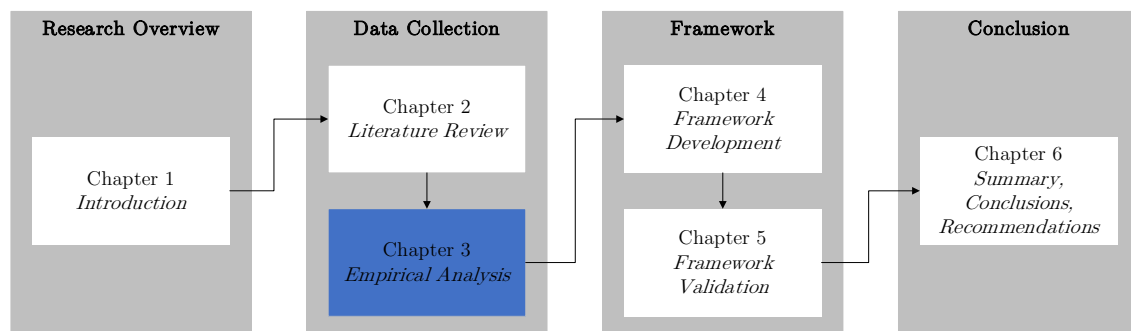 Research Overview
Chapter 1
Introduction
Data Collection
Chapter 2
Literature Review
Chapter 3
Empirical Analysis
Framework
Chapter 4
Framework
Development
Chapter 5
Framework
Validation
Conclusion
Chapter 6
Summary,
Conclusions,
Recommendations